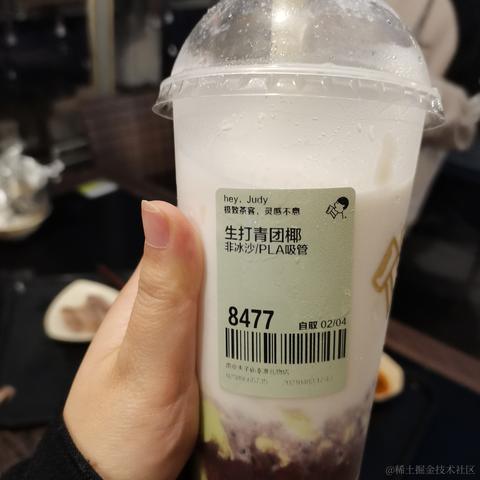 hey, Judy
极致茶客, 灵感不息
生打青团椰
非冰沙/PLA吸管
8477
自取 02/04
@稀土掘金技术社区